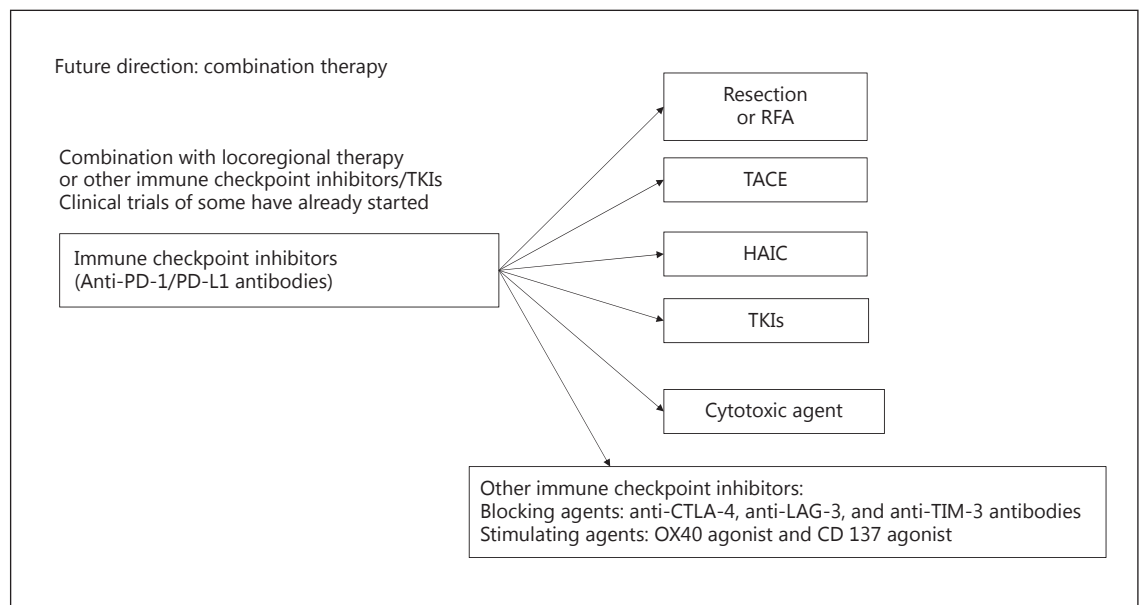 Future direction: combination therapy
Combination with locoregional therapy
or other immune checkpoint inhibitors/TKIs
Clinical trials of some have already started
Immune checkpoint inhibitors
(Anti-PD-1/PD-L1 antibodies)
Resection
or RFA
TACE
HAIC
TKIs
Cytotoxic agent
Other immune checkpoint inhibitors:
Blocking agents: anti-CTLA-4, anti-LAG-3, and anti-TIM-3 antibodies
Stimulating agents: OX40 agonist and CD 137 agonist